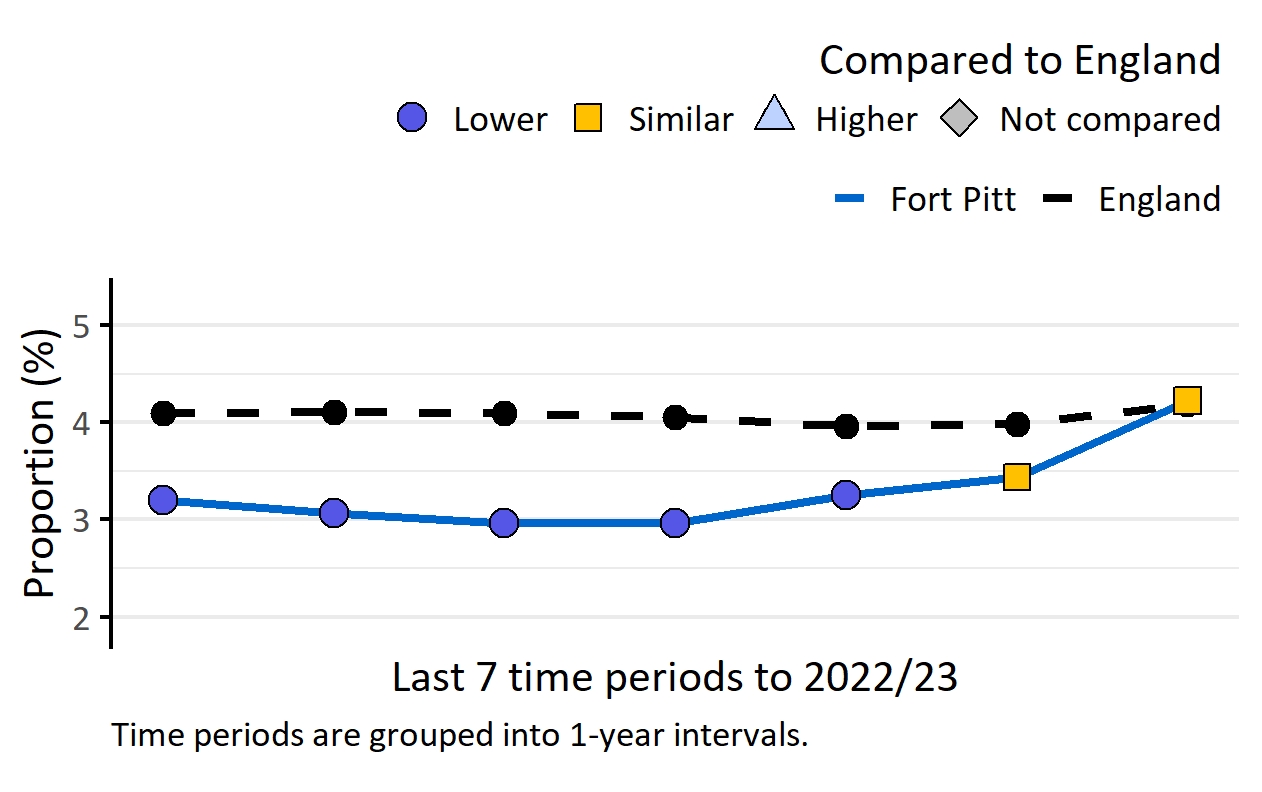 Compared to England
Lower Similar Higher Not compared
Fort Pitt England
Proportion (%)
5
4
3
2
Last 7 time periods to 2022/23
Time periods are grouped into 1-year intervals.